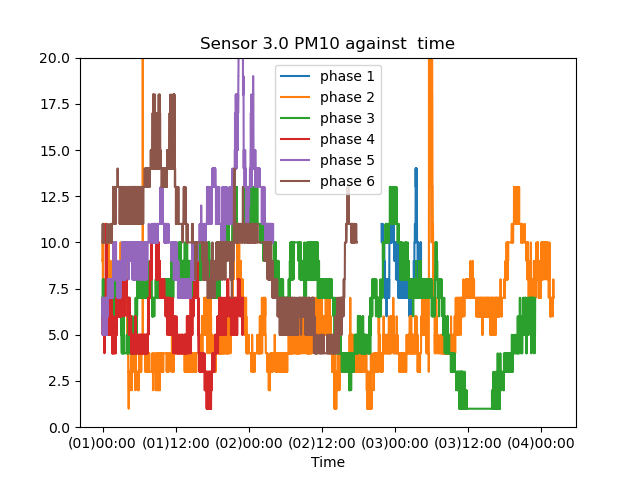 Sensor 3.0 PM10 against  time
20.0
17.5
15.0
12.5
10.0
7.5
5.0
2.5
0.0
phase 1
phase 2
phase 3
phase 4
phase 5
phase 6
(01)00:00 (01)12:00 (02)00:00 (02)12:00 (03)00:00 (03)12:00 (04)00:00
Time